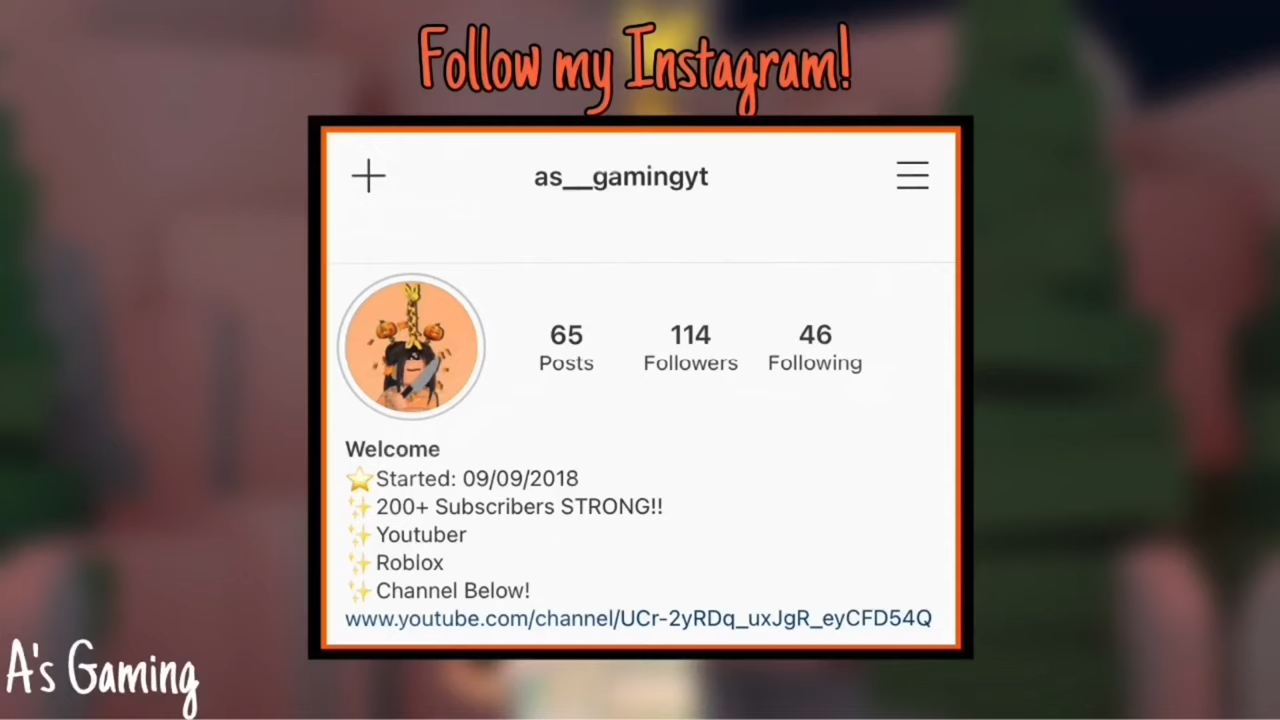 Follow my Instagram!
as__gamingyt
65 114 46
Posts Followers Following
Welcome
⭐Started: 09/09/2018
✨200+ Subscribers STRONG!!
✨Youtuber
✨Roblox
✨Channel Below!
www.youtube.com/channel/UCr-2yRDq_uxJgR_eyCFD54Q
A's Gaming